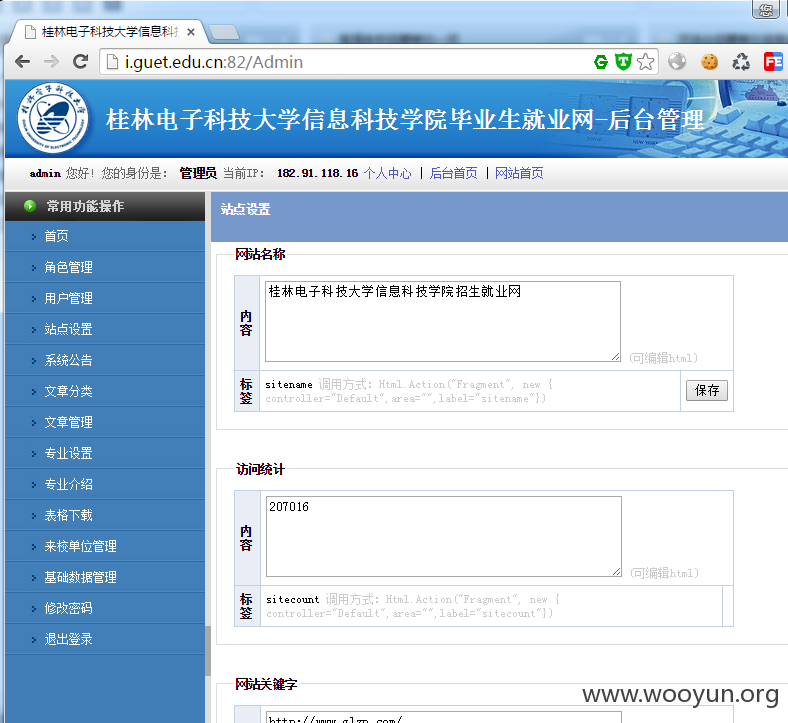 您
桂林电子科技大学信息科技
i.guet.edu.cn:82/Admin
桂林电子科技大学信息科技学院毕业生就业网-后台管理
admin 您好! 您的身份是: 管理员 当前IP: 182.91.118.16 个人中心 | 后台首页 | 网站首页
常用功能操作
首页
角色管理
用户管理
站点设置
系统公告
文章分类
文章管理
专业设置
专业介绍
表格下载
来校单位管理
基础数据管理
修改密码
退出登录
站点设置
网站名称
内容
桂林电子科技大学信息科技学院招生就业网
(可编辑html)
标签
sitename 调用方式: Html.Action("Fragment", new {
controller="Default",area="",label="sitename"})
保存
访问统计
内容
207016
(可编辑html)
标签
sitecount 调用方式: Html.Action("Fragment", new {
controller="Default",area="",label="sitecount"})
网站关键字
http://www.glzp.com/
www.wooyun.org